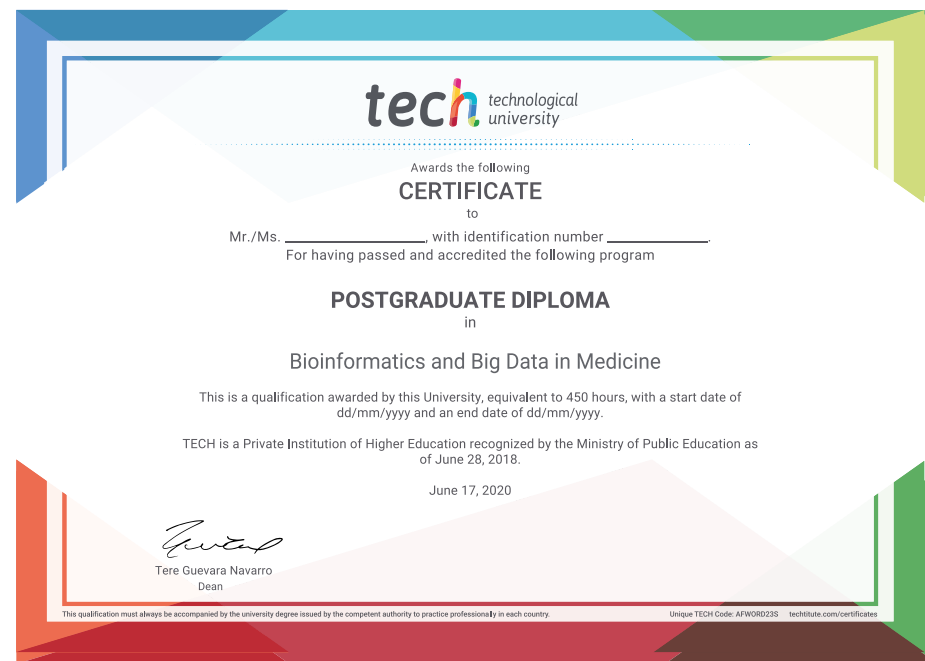 tech technological
university
Awards the following
CERTIFICATE
to
Mr./Ms. ____________________, with identification number ______________.
For having passed and accredited the following program
POSTGRADUATE DIPLOMA
in
Bioinformatics and Big Data in Medicine
This is a qualification awarded by this University, equivalent to 450 hours, with a start date of
dd/mm/yyyy and an end date of dd/mm/yyyy.
TECH is a Private Institution of Higher Education recognized by the Ministry of Public Education as
of June 28, 2018.
June 17, 2020
Tere Guevara Navarro
Dean
This qualification must always be accompanied by the university degree issued by the competent authority to practice professionally in each country. Unique TECH Code: AFWORD23S techtitute.com/certificates